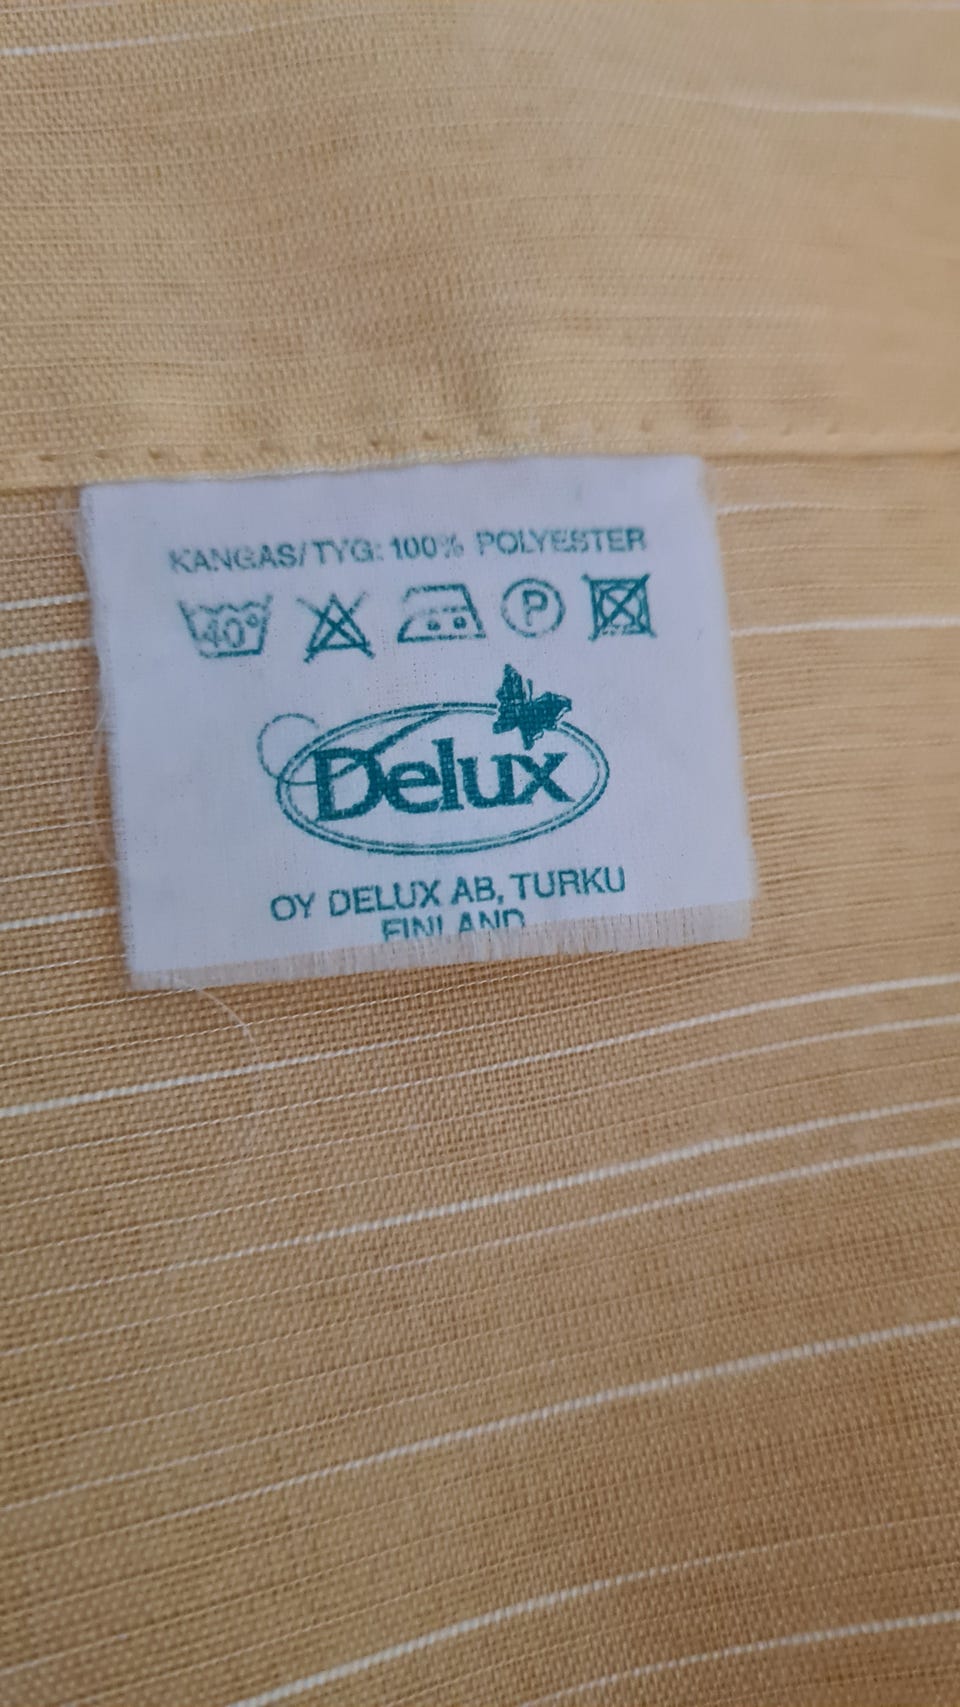 KANGAS/TYG: 100% POLYESTER
40° P
Delux
OY DELUX AB, TURKU
FINLAND